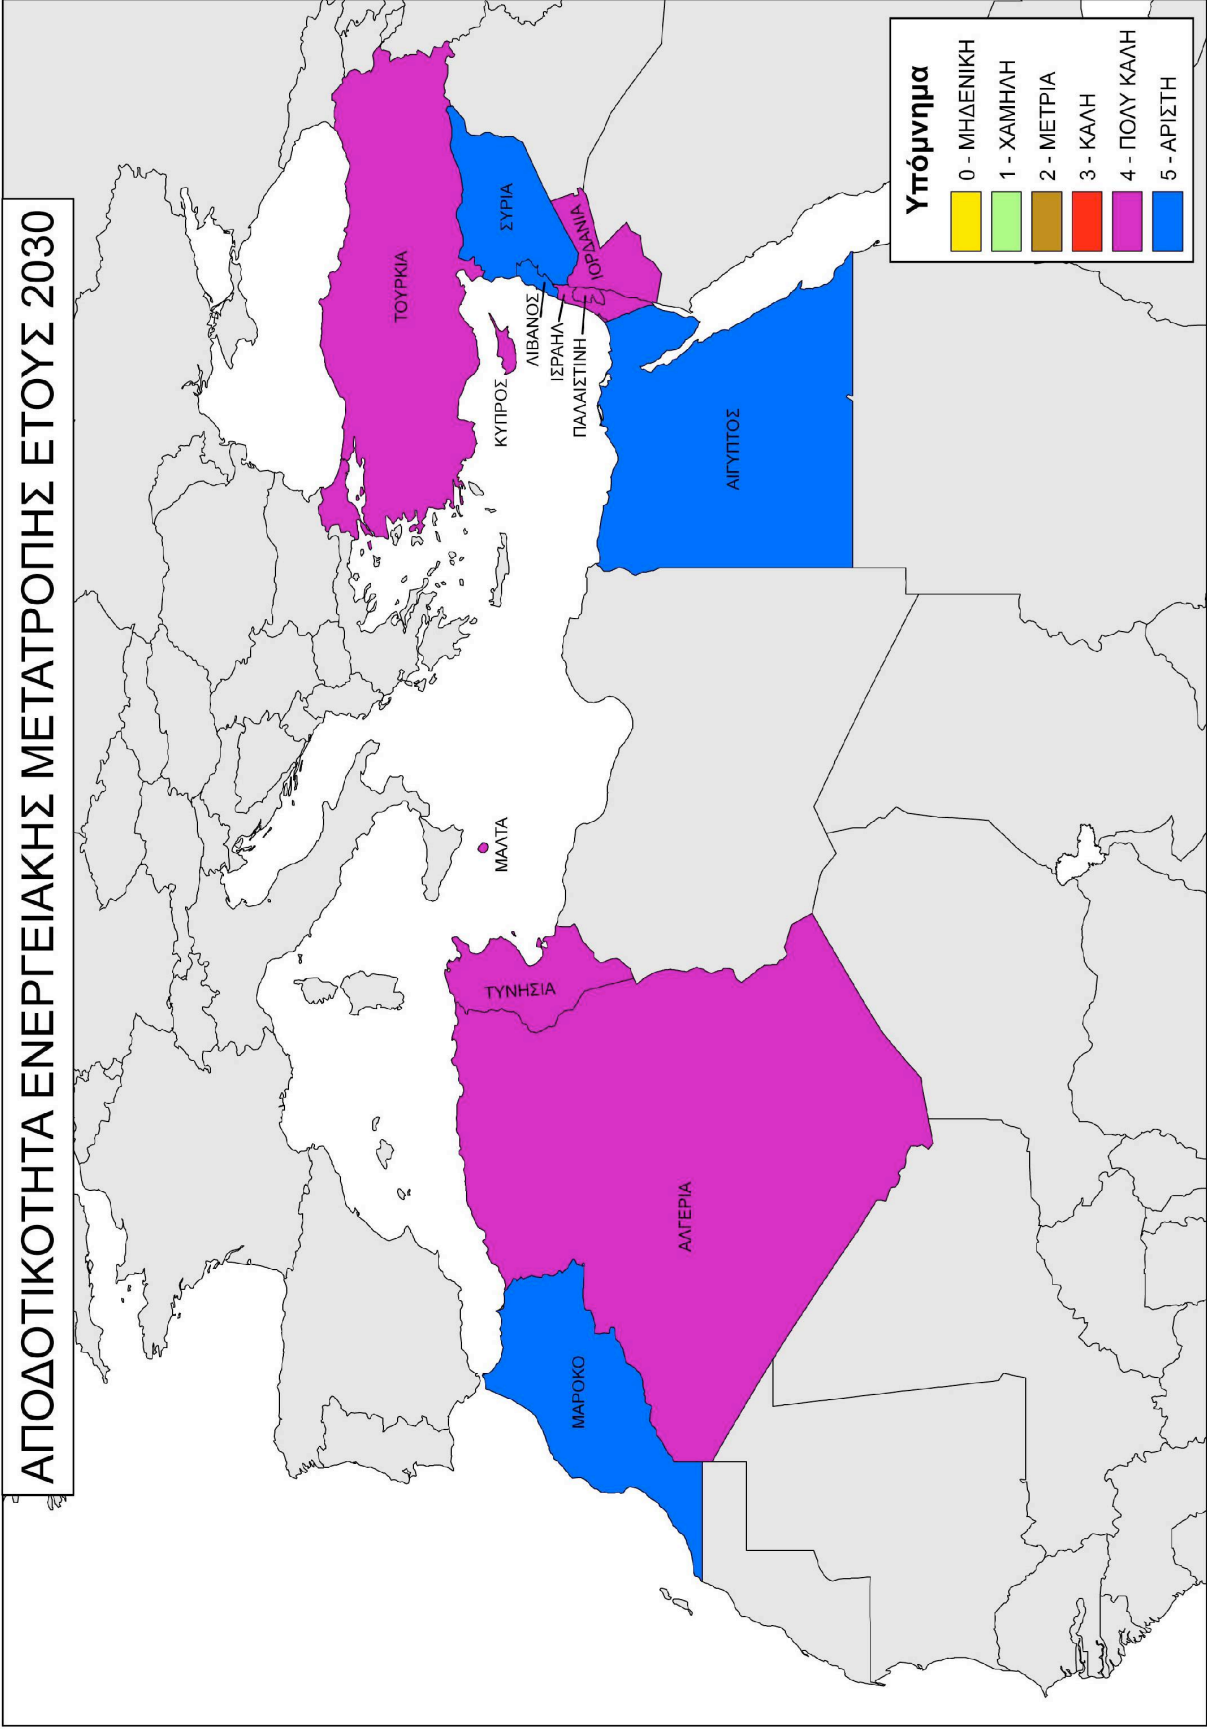 ΑΠΟΔΟΤΙΚΟΤΗΤΑ ΕΝΕΡΓΕΙΑΚΗΣ ΜΕΤΑΤΡΟΠΗΣ ΕΤΟΥΣ 2030
ΤΟΥΡΚΙΑ
ΣΥΡΙΑ
ΚΥΠΡΟΣ
ΛΙΒΑΝΟΣ
ΙΣΡΑΗΛ
ΠΑΛΑΙΣΤΙΝΗ
ΙΟΡΔΑΝΙΑ
ΜΑΛΤΑ
ΤΥΝΗΣΙΑ
ΑΙΓΥΠΤΟΣ
ΑΛΓΕΡΙΑ
ΜΑΡΟΚΟ
Υπόμνημα
0 - ΜΗΔΕΝΙΚΗ
1 - ΧΑΜΗΛΗ
2 - ΜΕΤΡΙΑ
3 - ΚΑΛΗ
4 - ΠΟΛΥ ΚΑΛΗ
5 - ΑΡΙΣΤΗ